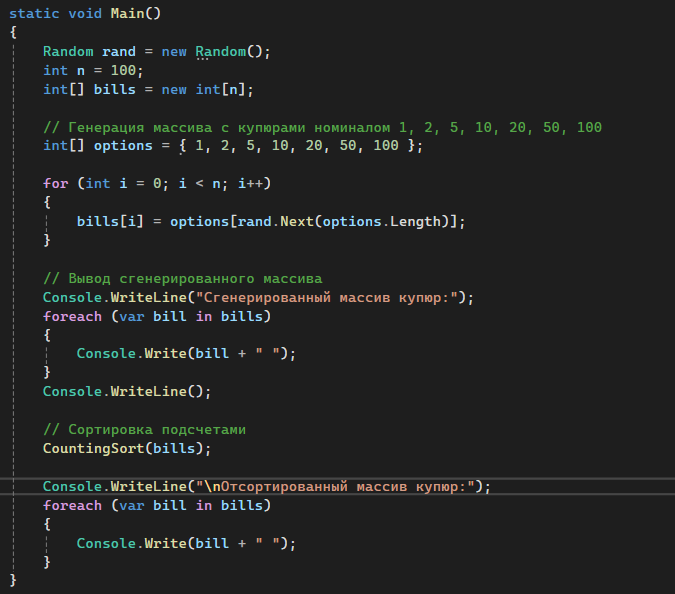 static void Main()
{
Random rand = new Random();
int n = 100;
int[] bills = new int[n];
// Генерация массива с купюрами номиналом 1, 2, 5, 10, 20, 50, 100
int[] options = { 1, 2, 5, 10, 20, 50, 100 };
for (int i = 0; i < n; i++)
{
bills[i] = options[rand.Next(options.Length)];
}
// Вывод сгенерированного массива
Console.WriteLine("Сгенерированный массив купюр:");
foreach (var bill in bills)
{
Console.Write(bill + " ");
}
Console.WriteLine();
// Сортировка подсчетами
CountingSort(bills);
Console.WriteLine("\nОтсортированный массив купюр:");
foreach (var bill in bills)
{
Console.Write(bill + " ");
}
}